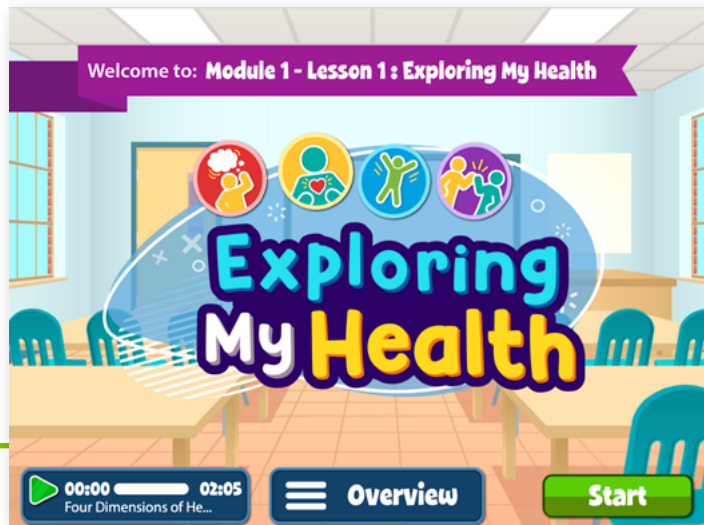 Welcome to: Module 1 - Lesson 1 : Exploring My Health
Exploring
My Health
00:00 02:05
Four Dimensions of He...
Overview
Start